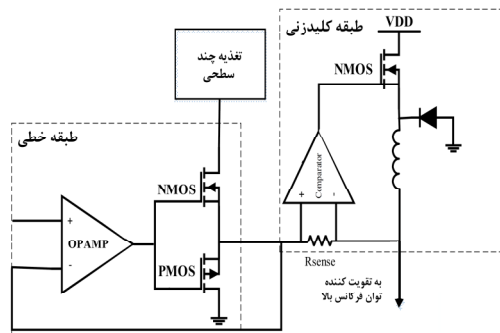 طبقه کلیدزنی
VDD
تغذیه چند
سطحی
NMOS
طبقه خطی
Comparator
NMOS
+
-
+
OPAMP
-
PMOS
Rsense
به تقویت کننده
توان فرکانس بالا